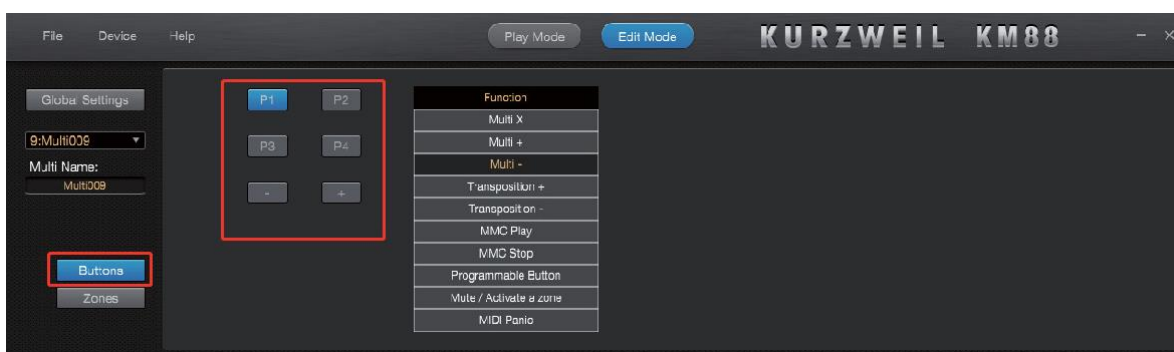 File Device Help Play Mode Edit Mode KURZWEIL KM88
Global Settings
9:Multi009
Multi Name:
Multi009
Buttons
Zones
P1 P2
P3 P4
- +
Function
Multi X
Multi +
Multi -
Transposition +
Transposition -
MMC Play
MMC Stop
Programmable Button
Mute / Activate a zone
MIDI Panic